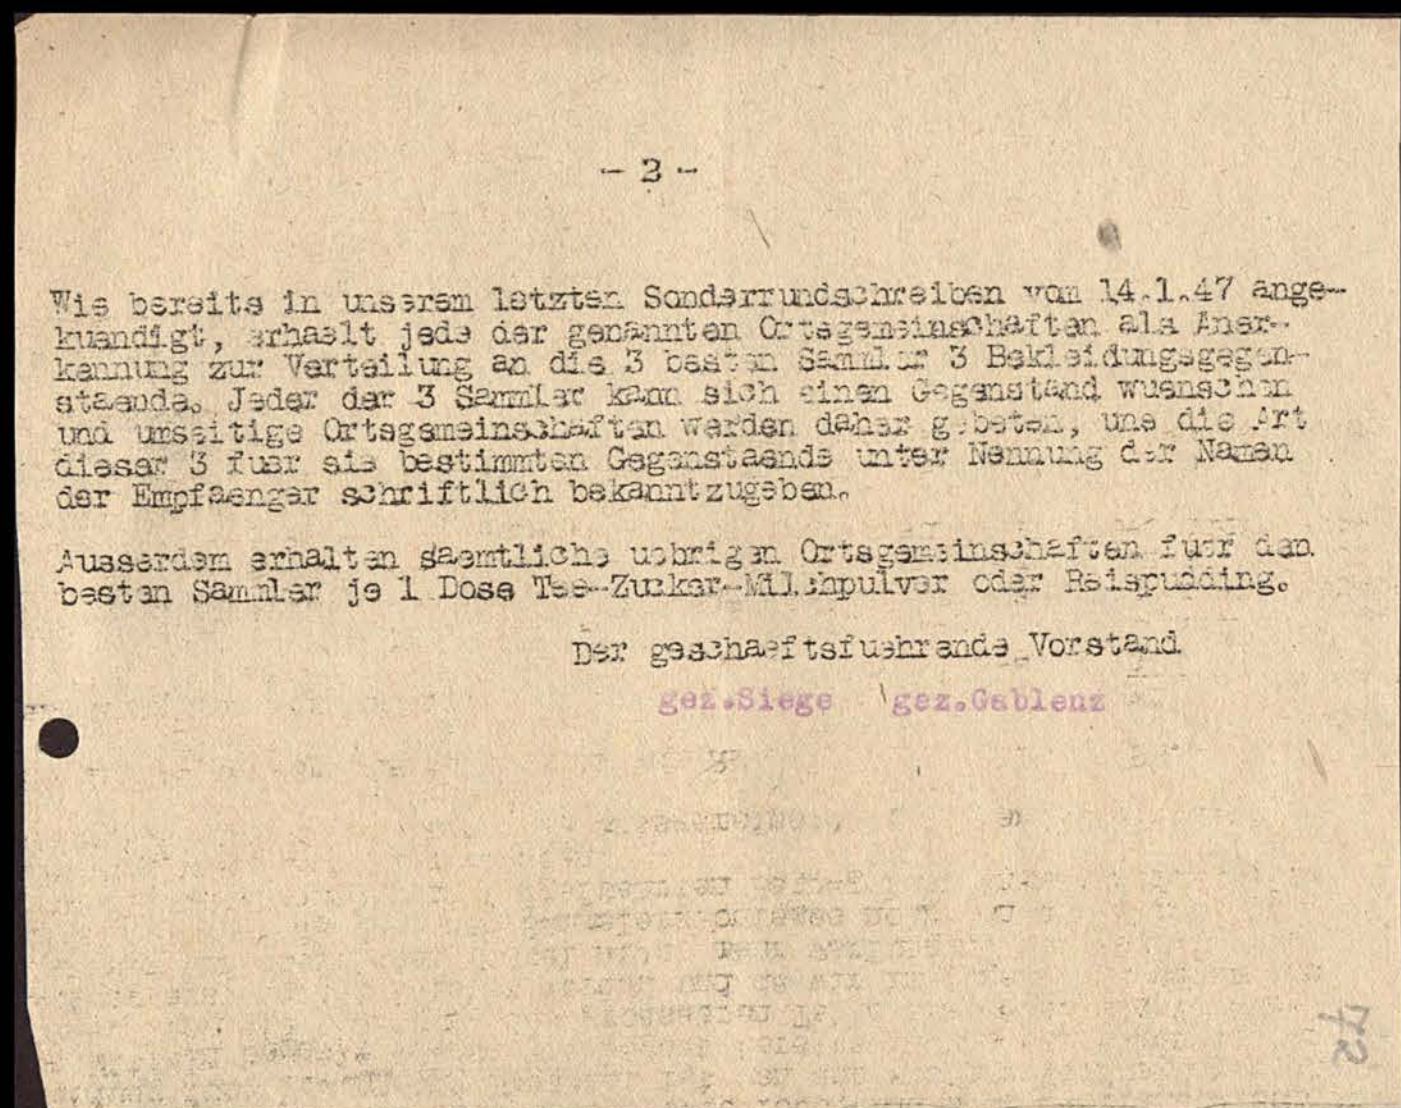 - 2 -
Wie bereits in unserem letzten Sonderrundschreiben vom 14.1.47 ange-
kuendigt, erhaelt jede der genannten Ortsgemeinschaften als Aner-
kennung zur Verteilung an die 3 besten Sammler 3 Bekleidungsgegen-
staende. Jeder der 3 Sammler kann sich einen Gegenstand wuenschen
und umseitige Ortsgemeinschaften werden daher gebeten, uns die Art
dieser 3 fuer sie bestimmten Gegenstaende unter Nennung der Namen
der Empfaenger schriftlich bekanntzugeben.
Ausserdem erhalten saemtliche uebrigen Ortsgemeinschaften fuer den
besten Sammler je 1 Dose Tee-Zucker-Milchpulver oder Reispudding.
Der geschaeftsfuehrende Vorstand
gez.Siege gez.Gablenz